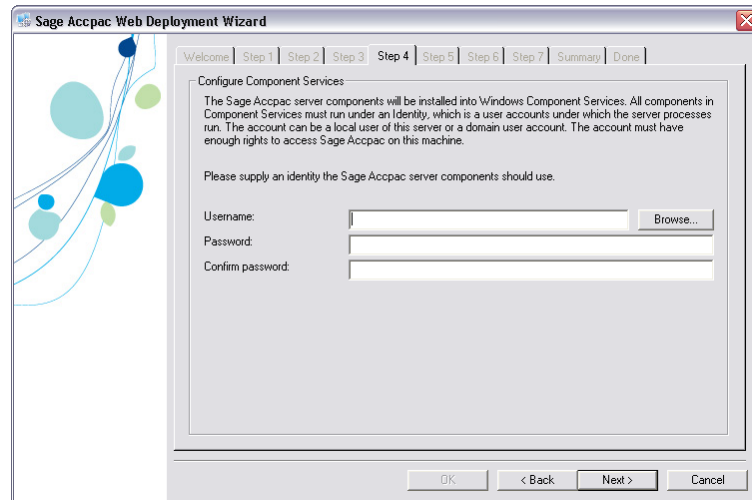 Sage Accpac Web Deployment Wizard
Welcome Step 1 Step 2 Step 3 Step 4 Step 5 Step 6 Step 7 Summary Done
Configure Component Services
The Sage Accpac server components will be installed into Windows Component Services. All components in
Component Services must run under an Identity, which is a user accounts under which the server processes
run. The account can be a local user of this server or a domain user account. The account must have
enough rights to access Sage Accpac on this machine.
Please supply an identity the Sage Accpac server components should use.
Username:
Browse...
Password:
Confirm password:
OK < Back Next > Cancel